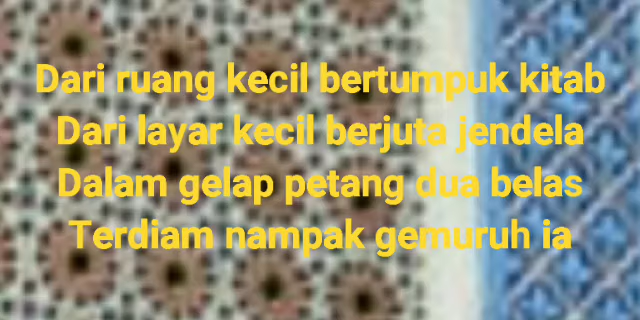 Dari ruang kecil bertumpuk kitab
Dari layar kecil berjuta jendela
Dalam gelap petang dua belas
Terdiam nampak gemuruh ia